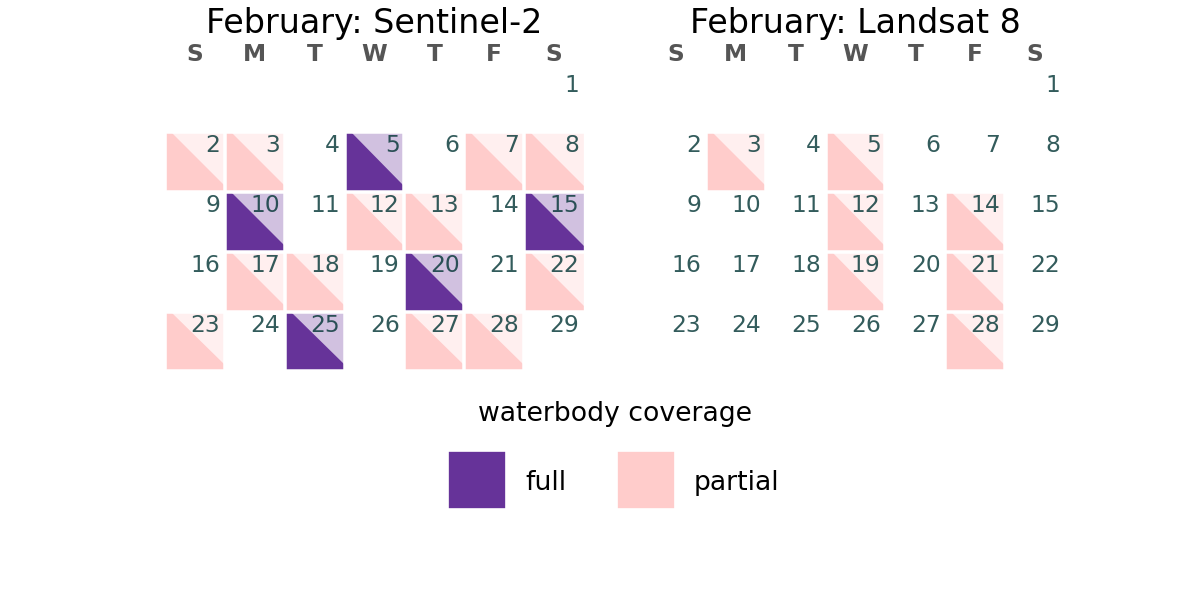 February: Sentinel-2
S M T W T F S
1
2 3 4 5 6 7 8
9 10 11 12 13 14 15
16 17 18 19 20 21 22
23 24 25 26 27 28 29
February: Landsat 8
S M T W T F S
1
2 3 4 5 6 7 8
9 10 11 12 13 14 15
16 17 18 19 20 21 22
23 24 25 26 27 28 29
waterbody coverage
full partial